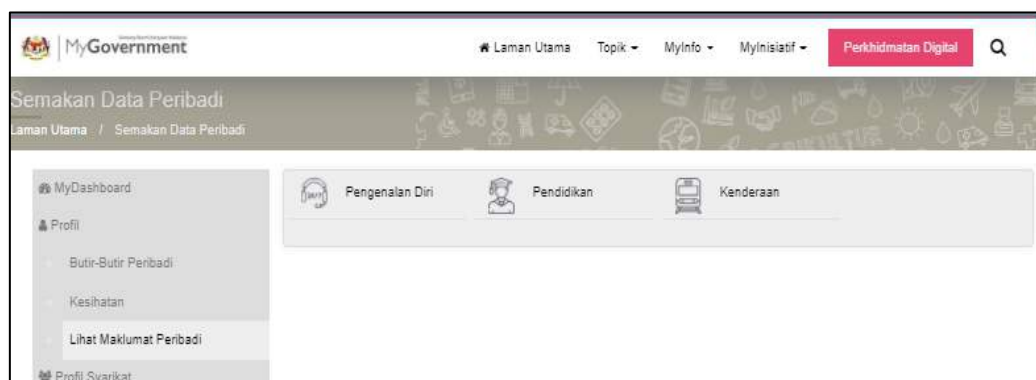 MyGovernment
Laman Utama Topik MyInfo MyInisiatif Perkhidmatan Digital
Semakan Data Peribadi
Laman Utama / Semakan Data Peribadi
MyDashboard
Pengenalan Diri Pendidikan Kenderaan
Profil
Butir-Butir Peribadi
Kesihatan
Lihat Maklumat Peribadi
Profil Syarikat